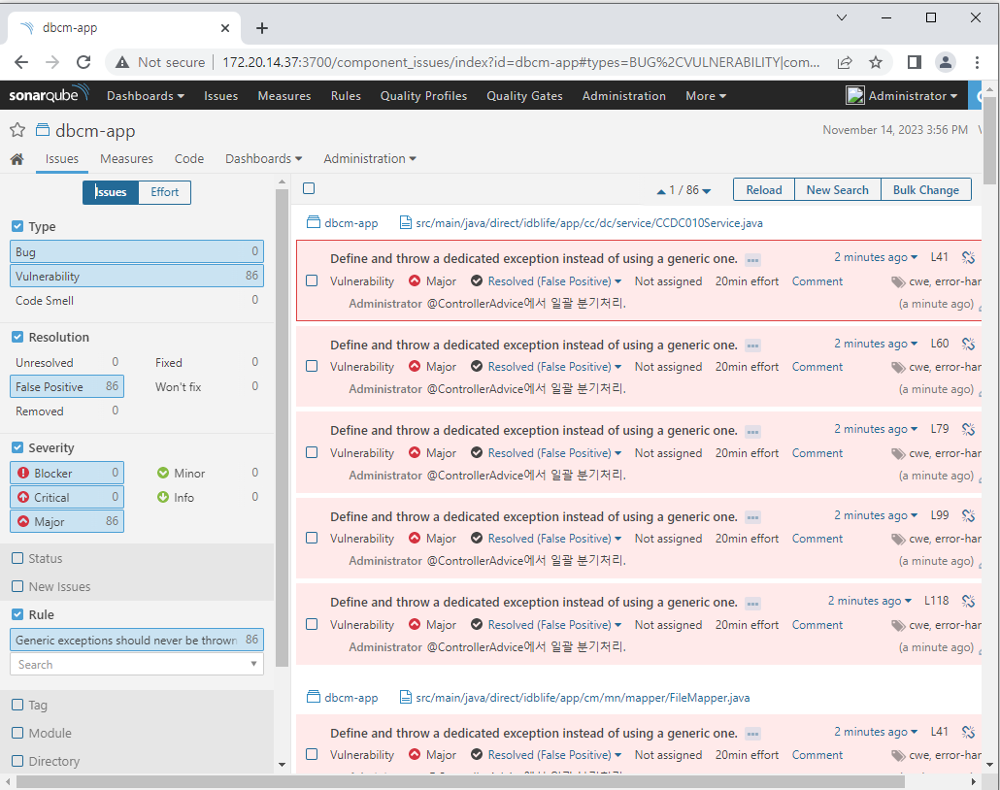 dbcm-app
Not secure 172.20.14.37:3700/component_issues/index?id=dbcm-app#types=BUG%2CVULNERABILITY|com...
sonarqube Dashboards Issues Measures Rules Quality Profiles Quality Gates Administration More Administrator
dbcm-app November 14, 2023 3:56 PM
Issues Measures Code Dashboards Administration
Issues Effort
1 / 86 Reload New Search Bulk Change
Type
Bug 0
Vulnerability 86
Code Smell 0
Resolution
Unresolved 0 Fixed 0
False Positive 86 Won't fix 0
Removed 0
Severity
Blocker 0 Minor 0
Critical 0 Info 0
Major 86
Status
New Issues
Rule
Generic exceptions should never be thrown 86
Search
Tag
Module
Directory
dbcm-app src/main/java/direct/idblife/app/cc/dc/service/CCDC010Service.java
Define and throw a dedicated exception instead of using a generic one. 2 minutes ago L41
Vulnerability Major Resolved (False Positive) Not assigned 20min effort Comment cwe, error-han
Administrator @ControllerAdvice에서 일괄 분기처리. (a minute ago)
Define and throw a dedicated exception instead of using a generic one. 2 minutes ago L60
Vulnerability Major Resolved (False Positive) Not assigned 20min effort Comment cwe, error-han
Administrator @ControllerAdvice에서 일괄 분기처리. (a minute ago)
Define and throw a dedicated exception instead of using a generic one. 2 minutes ago L79
Vulnerability Major Resolved (False Positive) Not assigned 20min effort Comment cwe, error-han
Administrator @ControllerAdvice에서 일괄 분기처리. (a minute ago)
Define and throw a dedicated exception instead of using a generic one. 2 minutes ago L99
Vulnerability Major Resolved (False Positive) Not assigned 20min effort Comment cwe, error-han
Administrator @ControllerAdvice에서 일괄 분기처리. (a minute ago)
Define and throw a dedicated exception instead of using a generic one. 2 minutes ago L118
Vulnerability Major Resolved (False Positive) Not assigned 20min effort Comment cwe, error-han
Administrator @ControllerAdvice에서 일괄 분기처리. (a minute ago)
dbcm-app src/main/java/direct/idblife/app/cm/mn/mapper/FileMapper.java
Define and throw a dedicated exception instead of using a generic one. 2 minutes ago L41
Vulnerability Major Resolved (False Positive) Not assigned 20min effort Comment cwe, error-han